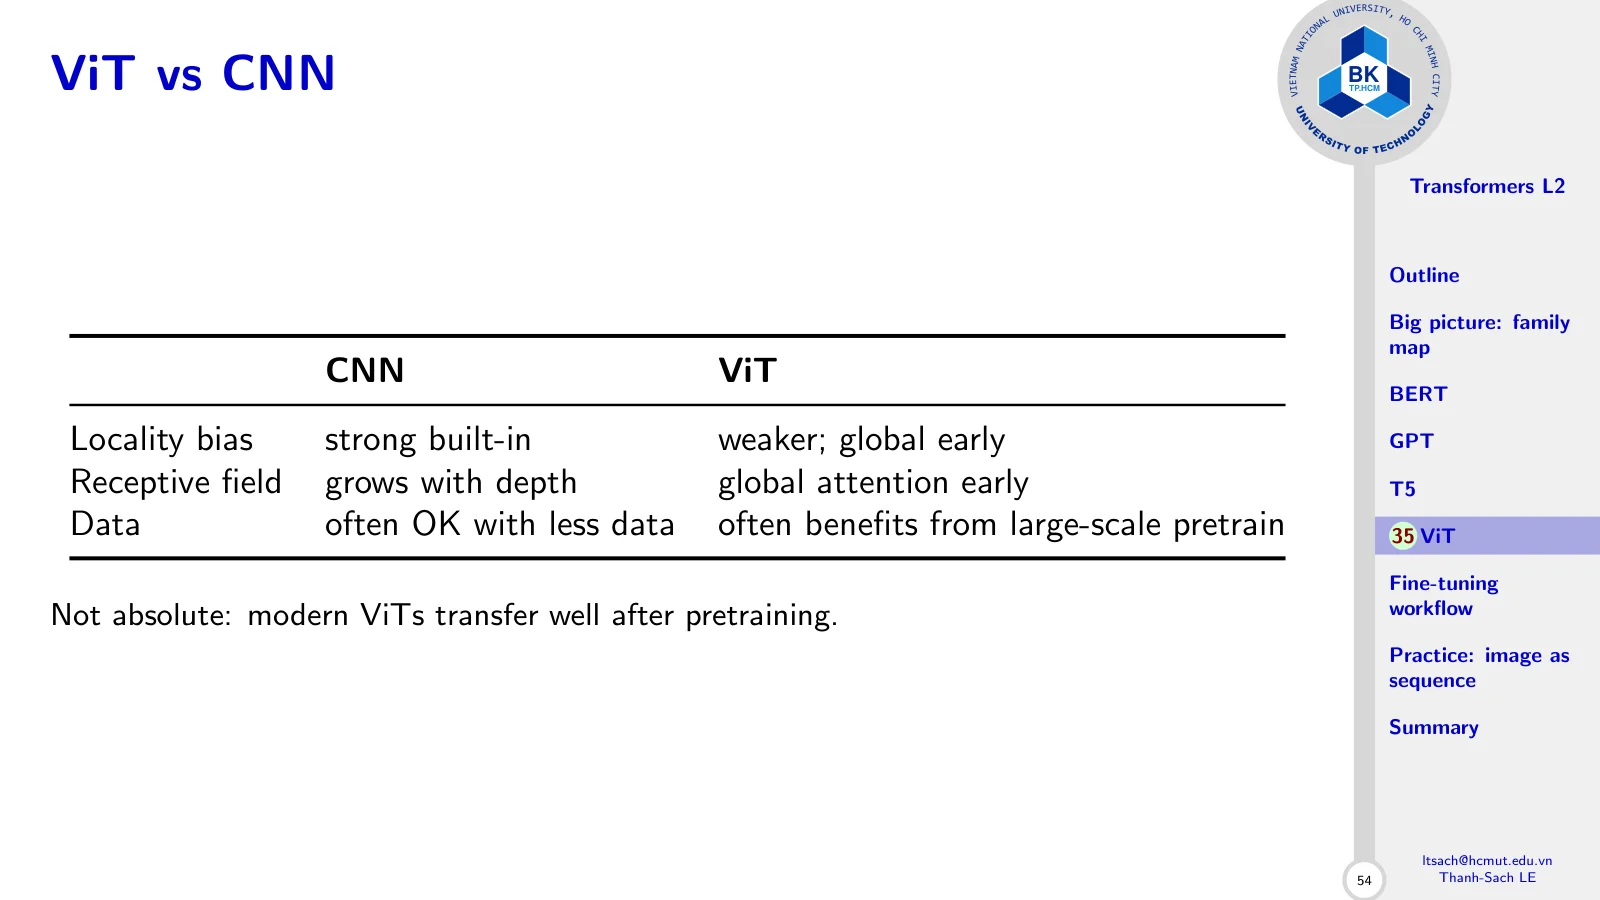 ViT vs CNN
CNN ViT
Locality bias strong built-in weaker; global early
Receptive field grows with depth global attention early
Data often OK with less data often benefits from large-scale pretrain
Not absolute: modern ViTs transfer well after pretraining.
VIETNAM NATIONAL UNIVERSITY, HO CHI MINH CITY
BK
TP.HCM
UNIVERSITY OF TECHNOLOGY
Transformers L2
Outline
Big picture: family
map
BERT
GPT
T5
35 ViT
Fine-tuning
workflow
Practice: image as
sequence
Summary
ltsach@hcmut.edu.vn
Thanh-Sach LE
54